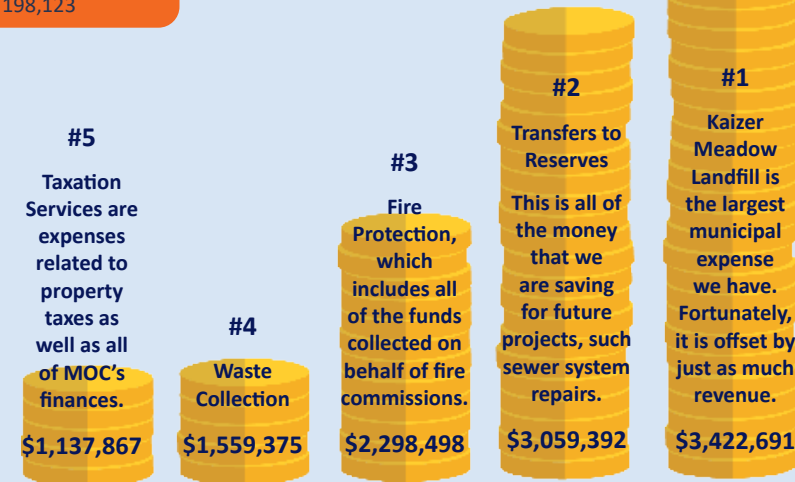 198,123
#5
Taxation
Services are
expenses
related to
property
taxes as
well as all
of MOC's
finances.
$1,137,867
#4
Waste
Collection
$1,559,375
#3
Fire
Protection,
which
includes all
of the funds
collected on
behalf of fire
commissions.
$2,298,498
#2
Transfers to
Reserves
This is all of
the money
that we
are saving
for future
projects, such
sewer system
repairs.
$3,059,392
#1
Kaizer
Meadow
Landfill is
the largest
municipal
expense
we have.
Fortunately,
it is offset by
just as much
revenue.
$3,422,691